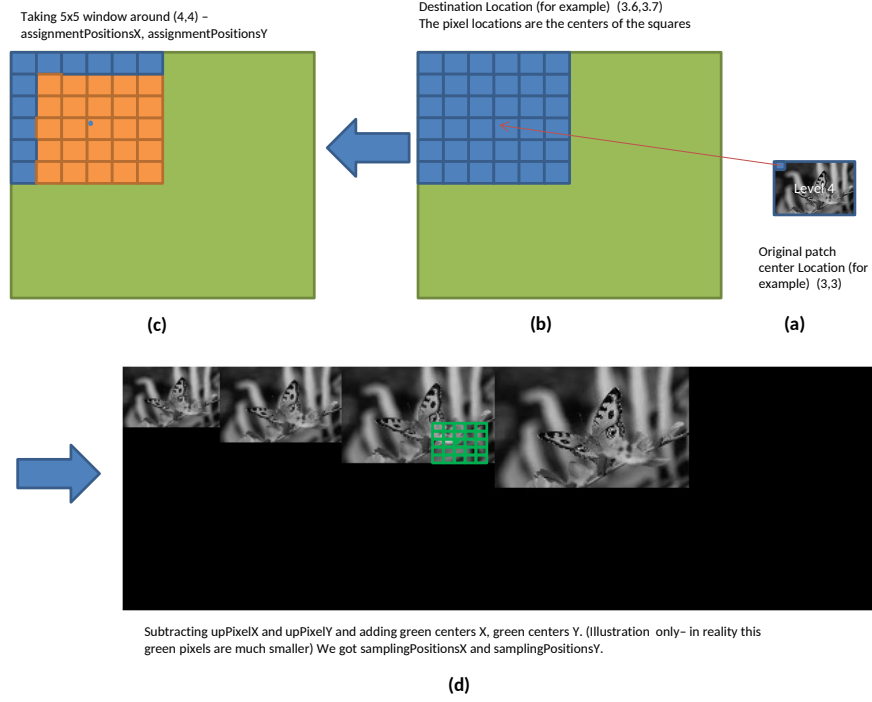 Taking 5x5 window around (4,4) –
assignmentPositionsX, assignmentPositionsY
Destination Location (for example)  (3.6,3.7)
The pixel locations are the centers of the squares
Level 4
Original patch
center Location (for
example)  (3,3)
(c)
(b)
(a)
Subtracting upPixelX and upPixelY and adding green centers X, green centers Y. (Illustration  only– in reality this
green pixels are much smaller) We got samplingPositionsX and samplingPositionsY.
(d)